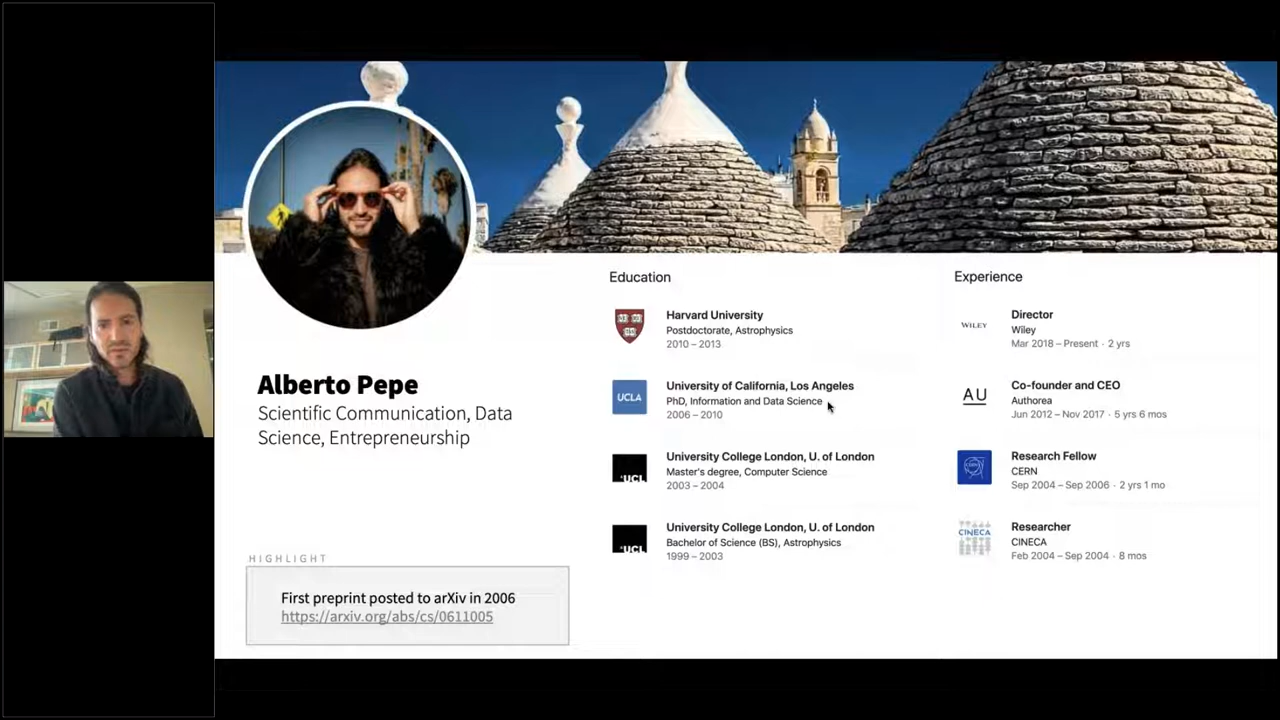 Alberto Pepe
Scientific Communication, Data
Science, Entrepreneurship
HIGHLIGHT
First preprint posted to arXiv in 2006
https://arxiv.org/abs/cs/0611005
Education
Harvard University
Postdoctorate, Astrophysics
2010 – 2013
UCLA
University of California, Los Angeles
PhD, Information and Data Science
2006 – 2010
UCL
University College London, U. of London
Master's degree, Computer Science
2003 – 2004
UCL
University College London, U. of London
Bachelor of Science (BS), Astrophysics
1999 – 2003
Experience
WILEY
Director
Wiley
Mar 2018 – Present · 2 yrs
AU
Co-founder and CEO
Authorea
Jun 2012 – Nov 2017 · 5 yrs 6 mos
CERN
Research Fellow
CERN
Sep 2004 – Sep 2006 · 2 yrs 1 mo
CINECA
Researcher
CINECA
Feb 2004 – Sep 2004 · 8 mos